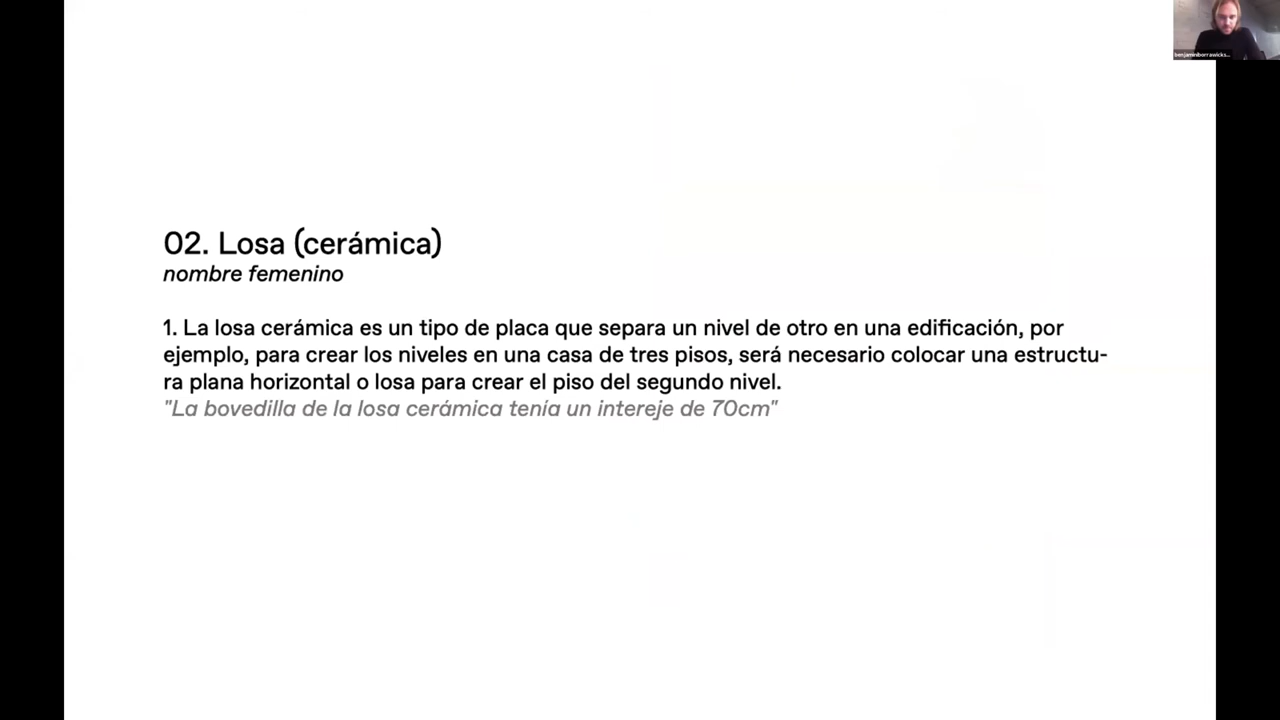 02. Losa (cerámica)
nombre femenino
1. La losa cerámica es un tipo de placa que separa un nivel de otro en una edificación, por
ejemplo, para crear los niveles en una casa de tres pisos, será necesario colocar una estructu-
ra plana horizontal o losa para crear el piso del segundo nivel.
"La bovedilla de la losa cerámica tenía un intereje de 70cm"